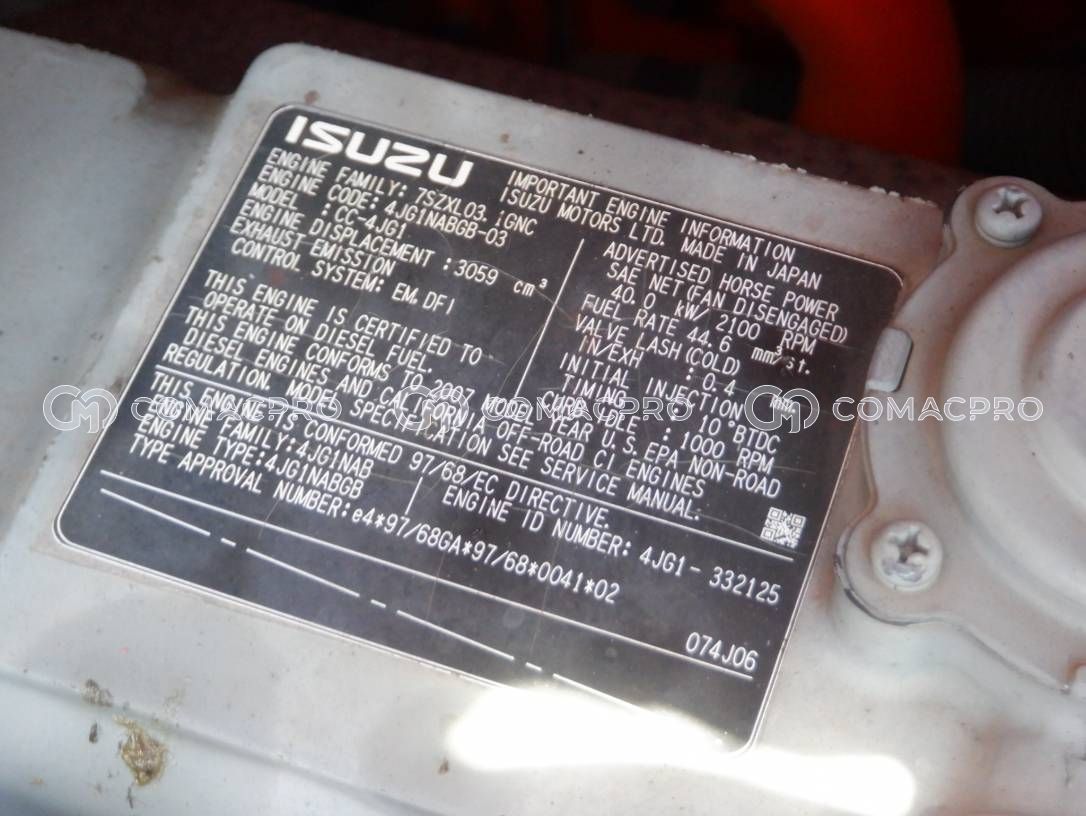 ISUZU
IMPORTANT ENGINE INFORMATION
ISUZU MOTORS LTD. MADE IN JAPAN
ENGINE FAMILY: 7SZXL03.1GNC
ENGINE CODE: 4JG1NABGB-03
MODEL : CC-4JG1
ENGINE DISPLACEMENT : 3059 cm³
EXHAUST EMISSION
CONTROL SYSTEM: EM, DFI
ADVERTISED HORSE POWER
SAE NET(FAN DISENGAGED)
40.0 kW/ 2100 RPM
FUEL RATE 44.6 mm³/st.
VALVE LASH(COLD)
IN/EXH : 0.4 mm.
INITIAL INJECTION
TIMING : 10°BTDC
CURB IDLE : 1000 RPM
THIS ENGINE IS CERTIFIED TO
OPERATE ON DIESEL FUEL.
THIS ENGINE CONFORMS TO 2007 MODEL YEAR U.S.EPA NON-ROAD
DIESEL ENGINES AND CALIFORNIA OFF-ROAD CI ENGINES
REGULATION. MODE SPECIFICATION SEE SERVICE MANUAL.
THIS ENGINE IS CONFORMED 97/68/EC DIRECTIVE.
ENGINE FAMILY:4JG1NAB
ENGINE TYPE:4JG1NABGB
ENGINE ID NUMBER: 4JG1- 332125
TYPE APPROVAL NUMBER:e4*97/68GA*97/68*0041*02
074J06
COMACPRO
COMACPRO
COMACPRO